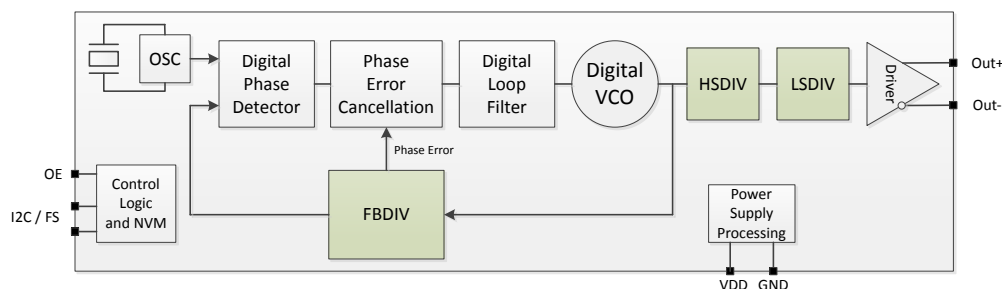 OSC
Digital
Phase
Detector
Phase
Error
Cancellation
Digital
Loop
Filter
Digital
VCO
HSDIV
LSDIV
Driver
Out+
Out-
Phase Error
OE
I2C / FS
Control
Logic
and NVM
FBDIV
Power
Supply
Processing
VDD
GND